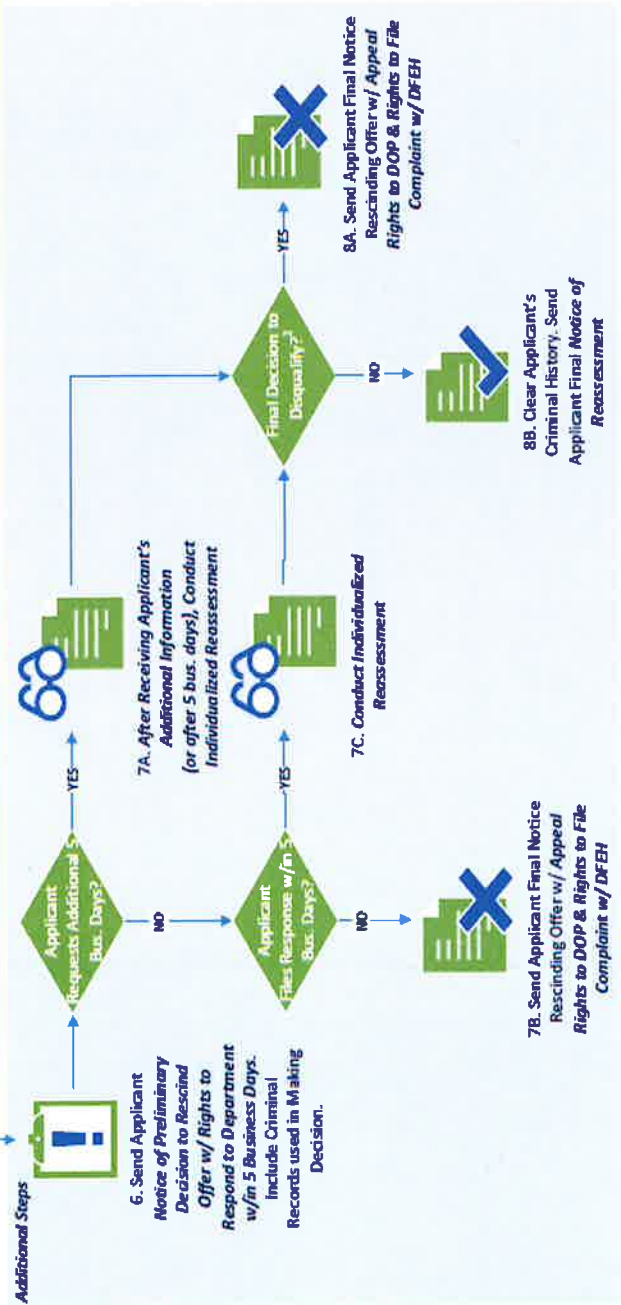 Additional Steps
6. Send Applicant
Notice of Preliminary
Decision to Rescind
Offer w/ Rights to
Respond to Department
w/in 5 Business Days.
Include Criminal
Records used in Making
Decision.
Applicant
Requests Additional 5
Bus. Days?
YES
NO
7A. After Receiving Applicant's
Additional Information
(or after 5 bus. days), Conduct
Individualized Reassessment
Applicant
Files Response w/in 5
Bus. Days?
YES
NO
7C. Conduct Individualized
Reassessment
7B. Send Applicant Final Notice
Rescinding Offer w/ Appeal
Rights to DOP & Rights to File
Complaint w/ DFEH
Final Decision to
Disqualify?³
YES
NO
8A. Send Applicant Final Notice
Rescinding Offer w/ Appeal
Rights to DOP & Rights to File
Complaint w/ DFEH
8B. Clear Applicant's
Criminal History. Send
Applicant Final Notice of
Reassessment